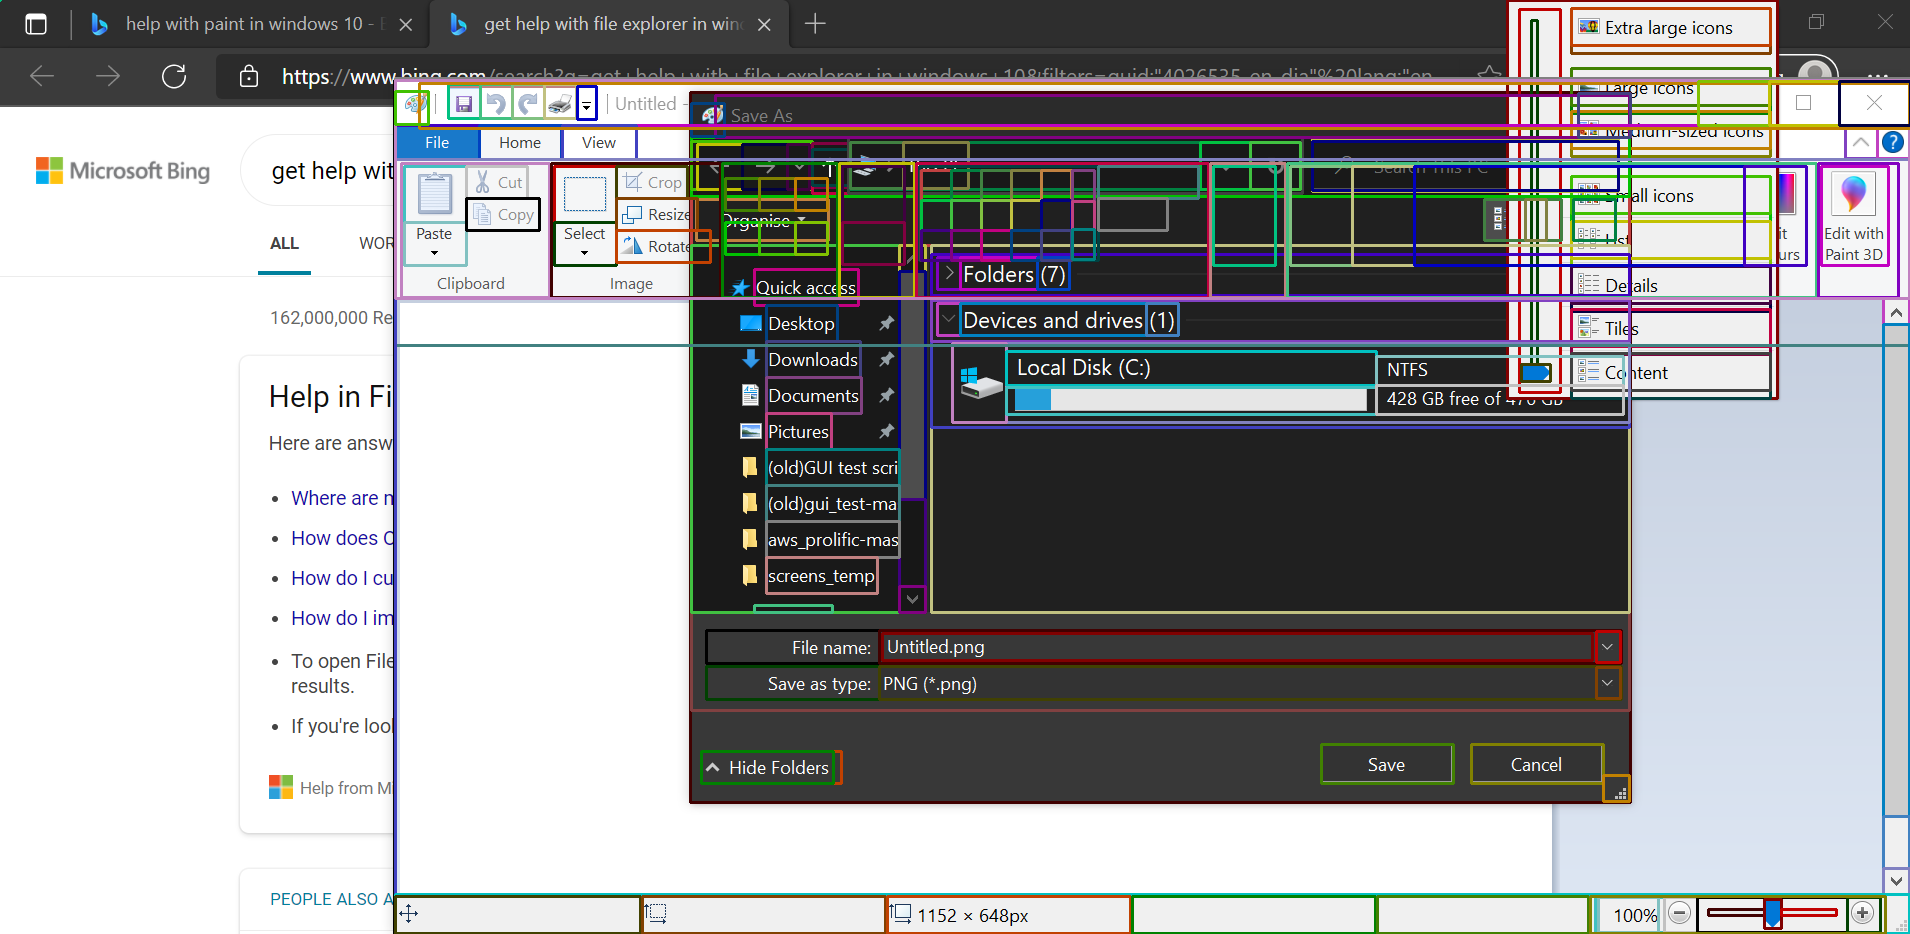 help with paint in windows 10 - B
get help with file explorer in win
https://www.bing.com/search?q=get+help+with+file+explorer+in+windows+10&filters=guid:"4026535-en-dia"%20lang:"en
Microsoft Bing
get help wit
ALL
WOR
162,000,000 Re
Help in Fi
Here are answ
Where are n
How does C
How do I cu
How do I im
To open File
results.
If you're loo
Help from Mi
PEOPLE ALSO A
Untitled -
File
Home
View
Paste
Cut
Copy
Clipboard
Select
Crop
Resize
Rotate
Image
Edit with
Paint 3D
Save As
Search This PC
Organise
Quick access
Desktop
Downloads
Documents
Pictures
(old)GUI test scri
(old)gui_test-ma
aws_prolific-mas
screens_temp
Folders (7)
Devices and drives (1)
Local Disk (C:)
NTFS
428 GB free of 476 GB
File name:
Untitled.png
Save as type:
PNG (*.png)
Hide Folders
Save
Cancel
Extra large icons
Large icons
Medium-sized icons
Small icons
List
Details
Tiles
Content
1152 × 648px
100%